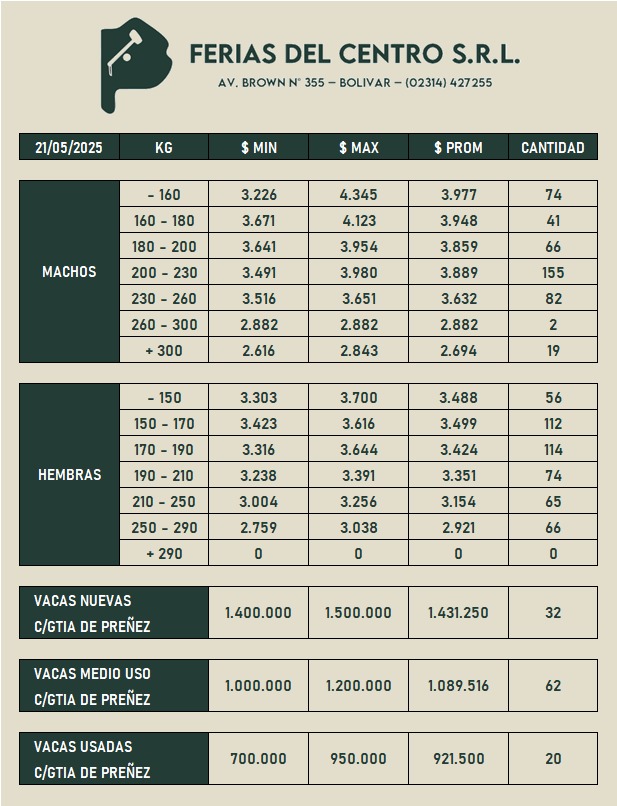 FERIAS DEL CENTRO S.R.L.
AV. BROWN N° 355 – BOLIVAR – (02314) 427255
21/05/2025 KG $ MIN $ MAX $ PROM CANTIDAD
MACHOS
- 160 3.226 4.345 3.977 74
160 - 180 3.671 4.123 3.948 41
180 - 200 3.641 3.954 3.859 66
200 - 230 3.491 3.980 3.889 155
230 - 260 3.516 3.651 3.632 82
260 - 300 2.882 2.882 2.882 2
+ 300 2.616 2.843 2.694 19
HEMBRAS
- 150 3.303 3.700 3.488 56
150 - 170 3.423 3.616 3.499 112
170 - 190 3.316 3.644 3.424 114
190 - 210 3.238 3.391 3.351 74
210 - 250 3.004 3.256 3.154 65
250 - 290 2.759 3.038 2.921 66
+ 290 0 0 0 0
VACAS NUEVAS
C/GTIA DE PREÑEZ 1.400.000 1.500.000 1.431.250 32
VACAS MEDIO USO
C/GTIA DE PREÑEZ 1.000.000 1.200.000 1.089.516 62
VACAS USADAS
C/GTIA DE PREÑEZ 700.000 950.000 921.500 20